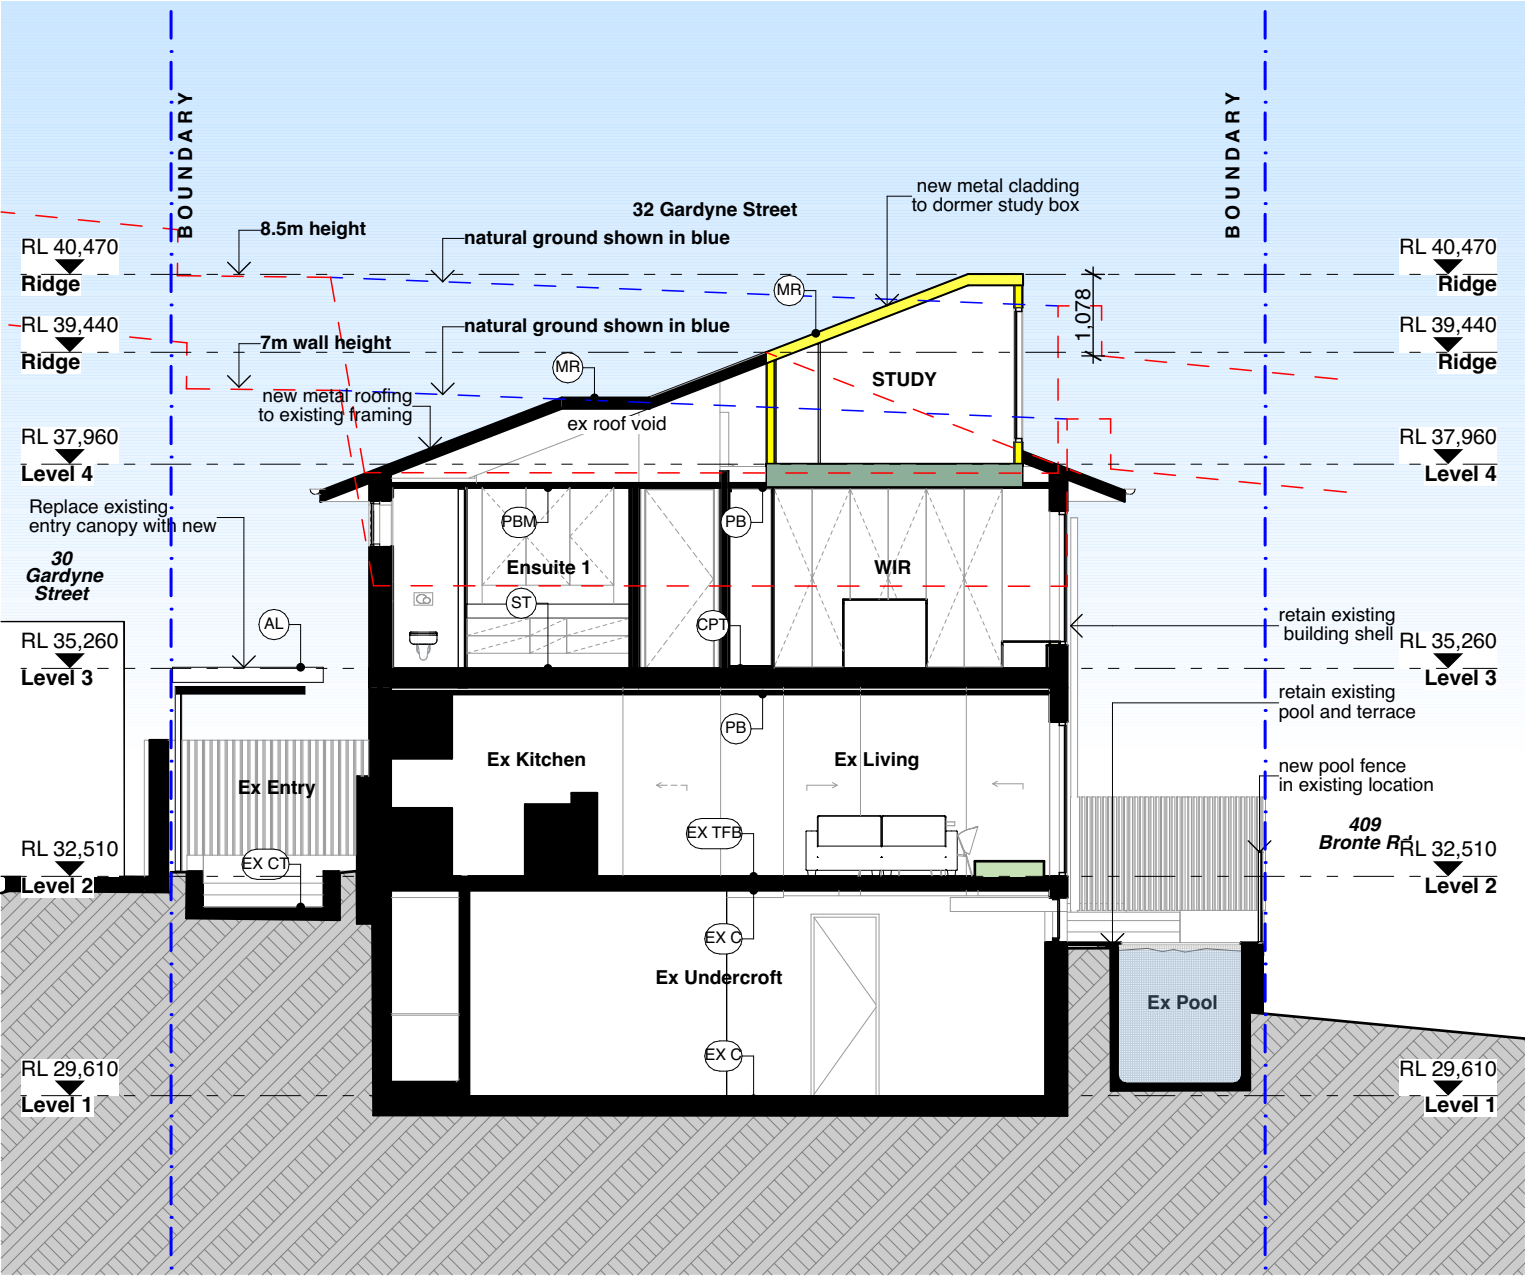 BOUNDARY
BOUNDARY
new metal cladding
to dormer study box
32 Gardyne Street
8.5m height
natural ground shown in blue
RL 40,470
Ridge
RL 40,470
Ridge
MR
1,078
RL 39,440
Ridge
natural ground shown in blue
7m wall height
RL 39,440
Ridge
MR
STUDY
new metal roofing
to existing framing
ex roof void
RL 37,960
Level 4
RL 37,960
Level 4
Replace existing
entry canopy with new
PBM
PB
30
Gardyne
Street
Ensuite 1
WIR
ST
AL
CPT
retain existing
building shell
RL 35,260
Level 3
RL 35,260
Level 3
retain existing
pool and terrace
PB
Ex Kitchen
Ex Living
new pool fence
in existing location
Ex Entry
409
Bronte
EX TFB
RL 32,510
Level 2
EX CT
RL 32,510
Level 2
EX C
Ex Undercroft
Ex Pool
EX C
RL 29,610
Level 1
RL 29,610
Level 1